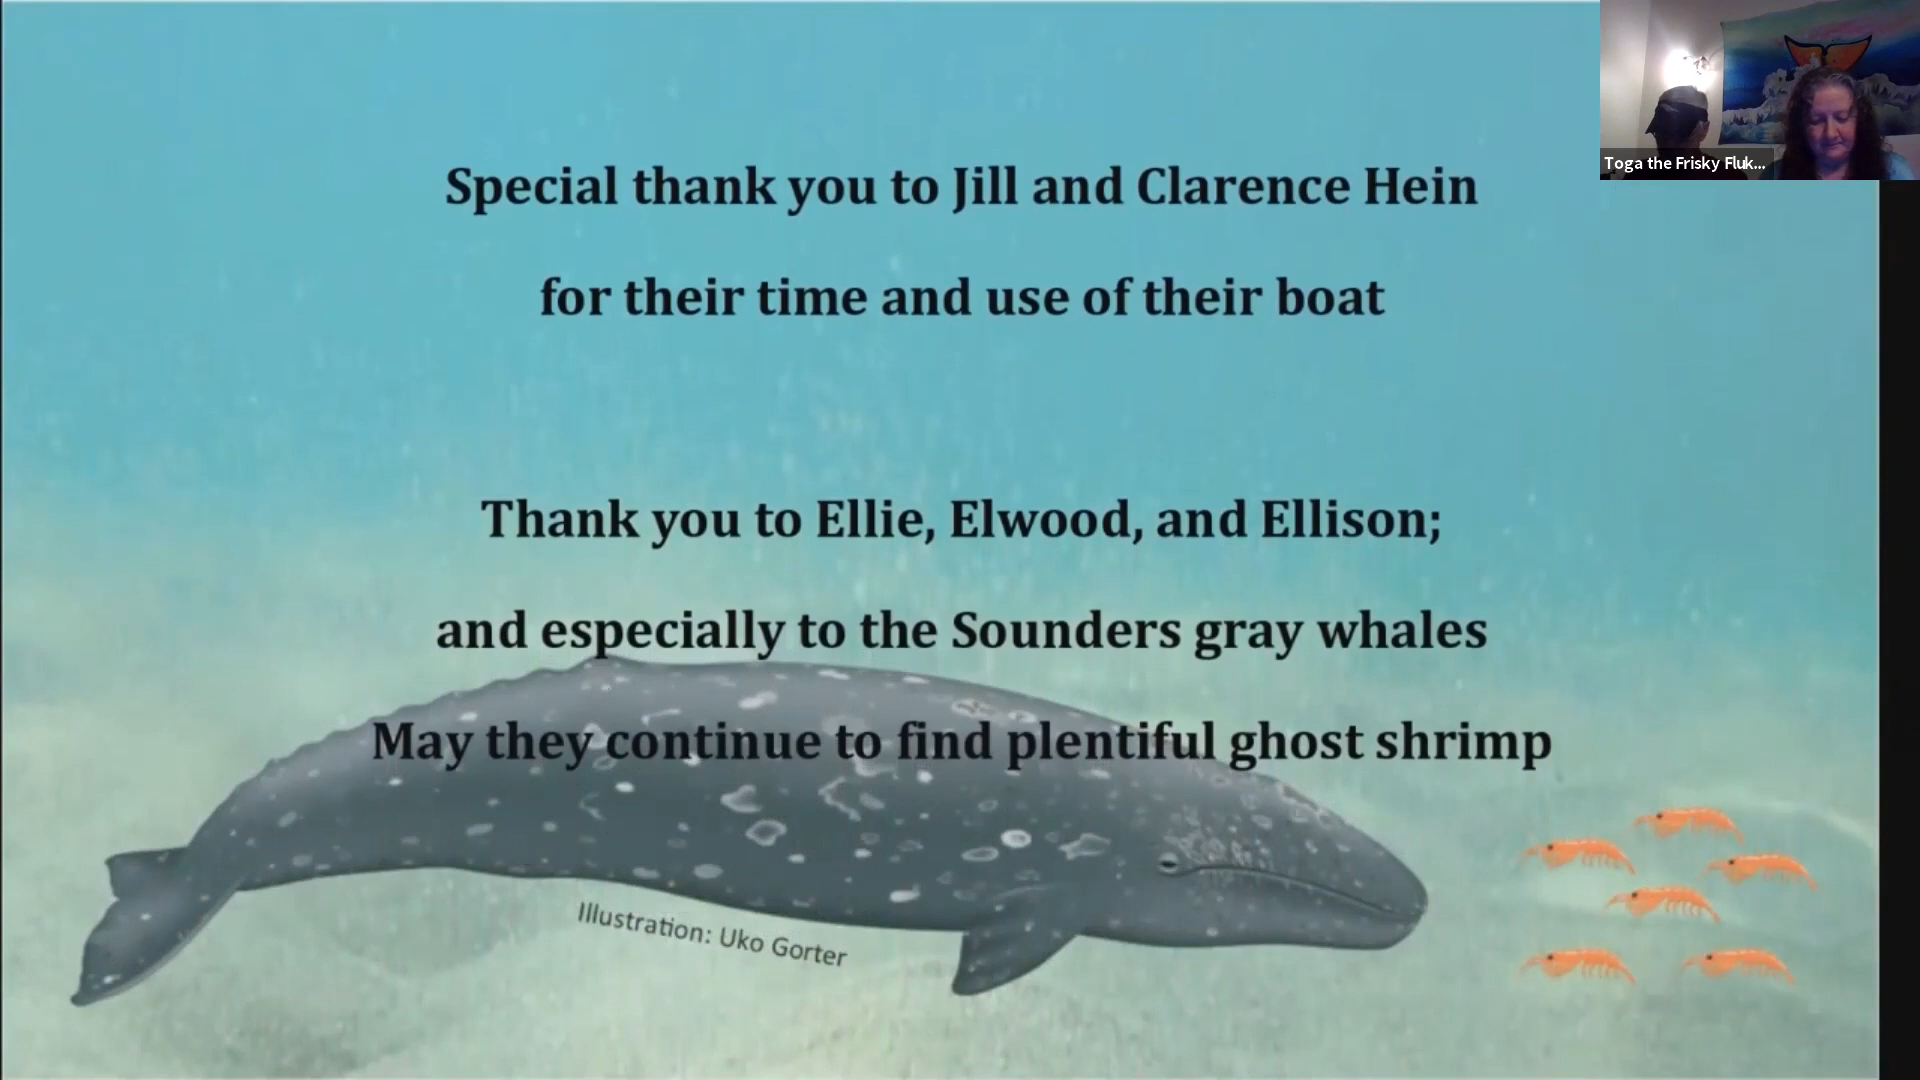 Toga the Frisky Fluk...
Special thank you to Jill and Clarence Hein
for their time and use of their boat
Thank you to Ellie, Elwood, and Ellison;
and especially to the Sounders gray whales
May they continue to find plentiful ghost shrimp
Illustration: Uko Gorter